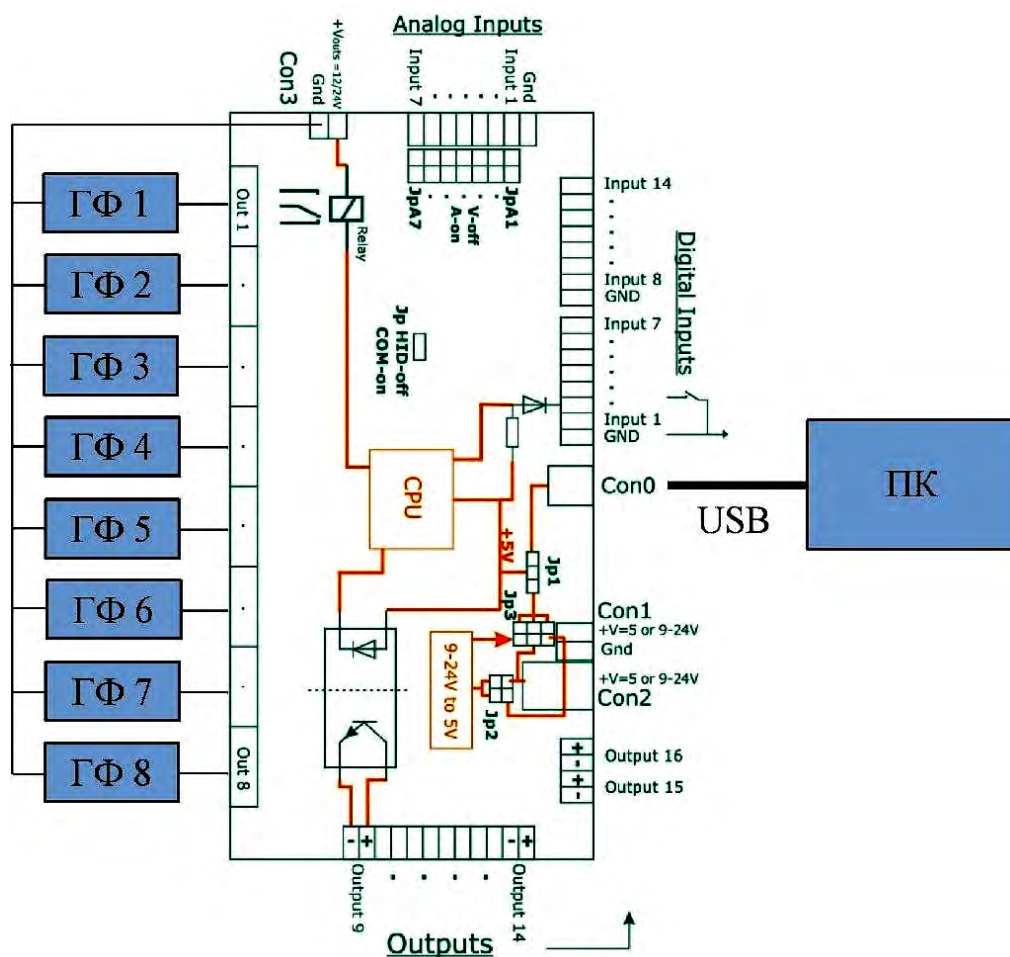 Analog Inputs
Con3
Gnd
+Vouts =12/24V
Input 7
Input 1
Gnd
JpA7
A-on
V-off
JpA1
Relay
Jp HID-off
COM-on
Input 14
Input 8
GND
Input 7
Input 1
GND
Digital Inputs
ГФ 1
ГФ 2
ГФ 3
ГФ 4
ГФ 5
ГФ 6
ГФ 7
ГФ 8
Out 1
Out 8
CPU
+5V
Con0
USB
ПК
Jp1
Jp3
Con1
+V=5 or 9-24V
Gnd
+V=5 or 9-24V
Con2
9-24V to 5V
Jp2
+
-
Output 16
+
-
Output 15
- +
- +
Output 9
Output 14
Outputs